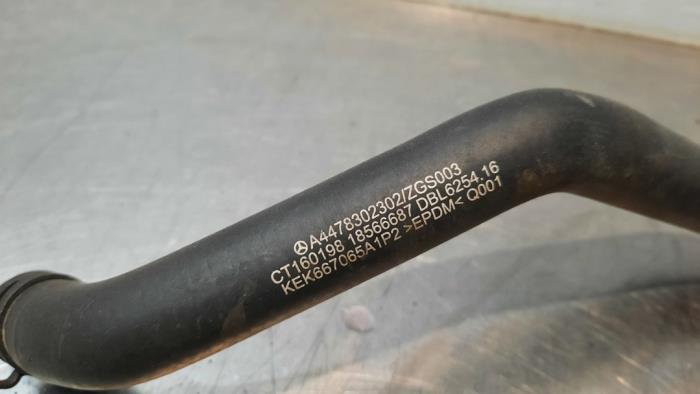 A4478302302/ZGS003
CT160198 18566687 DBL6254.16
KEK667065A1P2 >EPDM< Q001